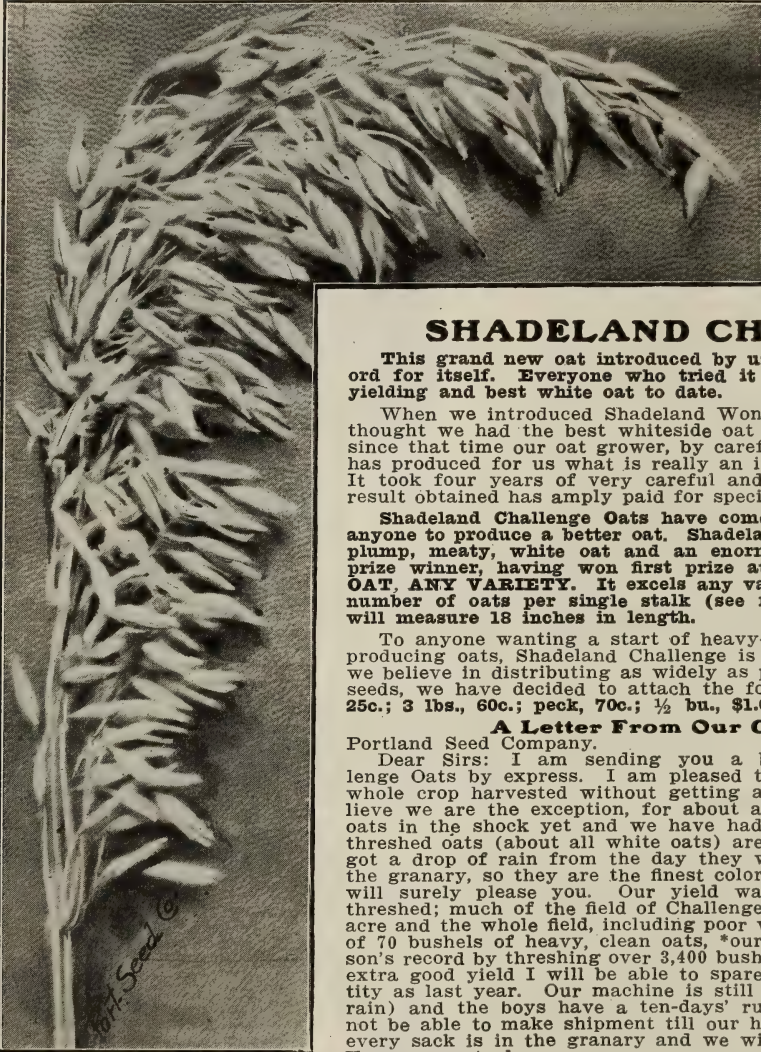 SHADELAND CH
This grand new oat introduced by u
ord for itself. Everyone who tried it
yielding and best white oat to date.
When we introduced Shadeland Won
thought we had the best whiteside oat
since that time our oat grower, by caref
has produced for us what is really an i
It took four years of very careful and
result obtained has amply paid for speci
Shadeland Challenge Oats have com
anyone to produce a better oat. Shadela
plump, meaty, white oat and an enorm
prize winner, having won first prize a
OAT, ANY VARIETY. It excels any va
number of oats per single stalk (see
will measure 18 inches in length.
To anyone wanting a start of heavy-
producing oats, Shadeland Challenge is
we believe in distributing as widely as
seeds, we have decided to attach the fo
25c.; 3 lbs., 60c.; peck, 70c.; ½ bu., $1.
A Letter From Our
Portland Seed Company.
Dear Sirs: I am sending you a
lenge Oats by express. I am pleased t
whole crop harvested without getting a
lieve we are the exception, for about a
oats in the shock yet and we have had
threshed oats (about all white oats) are
got a drop of rain from the day they
the granary, so they are the finest color
will surely please you. Our yield wa
threshed; much of the field of Challenge
acre and the whole field, including poor
of 70 bushels of heavy, clean oats, *our
son's record by threshing over 3,400 bush
extra good yield I will be able to spare
tity as last year. Our machine is still
rain) and the boys have a ten-days' ru
not be able to make shipment till our h
every sack is in the granary and we wi
Port. Seed ©